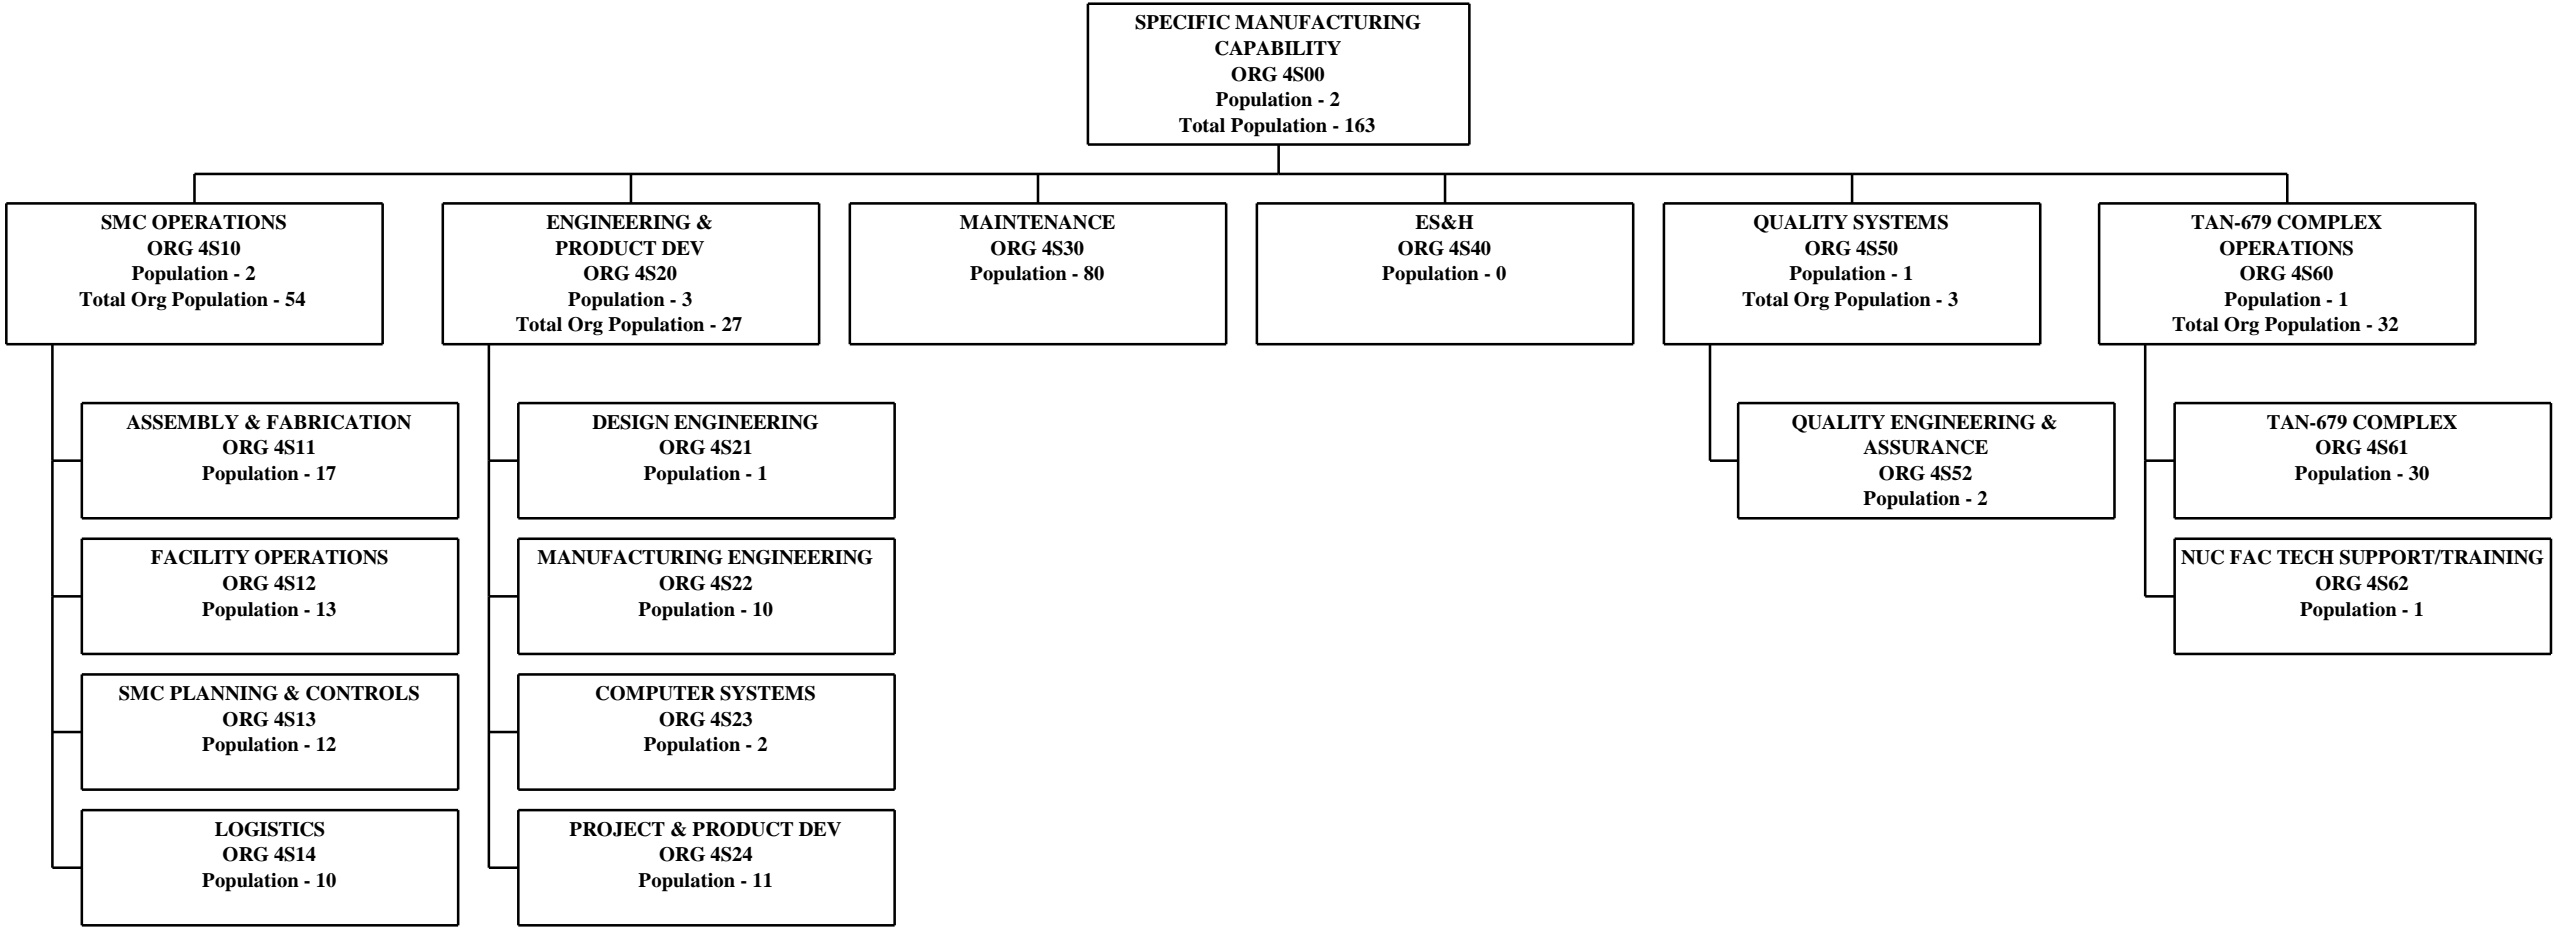 SPECIFIC MANUFACTURING
CAPABILITY
ORG 4S00
Population - 2
Total Population - 163
SMC OPERATIONS
ORG 4S10
Population - 2
Total Org Population - 54
ENGINEERING &
PRODUCT DEV
ORG 4S20
Population - 3
Total Org Population - 27
MAINTENANCE
ORG 4S30
Population - 80
ES&H
ORG 4S40
Population - 0
QUALITY SYSTEMS
ORG 4S50
Population - 1
Total Org Population - 3
TAN-679 COMPLEX
OPERATIONS
ORG 4S60
Population - 1
Total Org Population - 32
ASSEMBLY & FABRICATION
ORG 4S11
Population - 17
FACILITY OPERATIONS
ORG 4S12
Population - 13
SMC PLANNING & CONTROLS
ORG 4S13
Population - 12
LOGISTICS
ORG 4S14
Population - 10
DESIGN ENGINEERING
ORG 4S21
Population - 1
MANUFACTURING ENGINEERING
ORG 4S22
Population - 10
COMPUTER SYSTEMS
ORG 4S23
Population - 2
PROJECT & PRODUCT DEV
ORG 4S24
Population - 11
QUALITY ENGINEERING &
ASSURANCE
ORG 4S52
Population - 2
TAN-679 COMPLEX
ORG 4S61
Population - 30
NUC FAC TECH SUPPORT/TRAINING
ORG 4S62
Population - 1